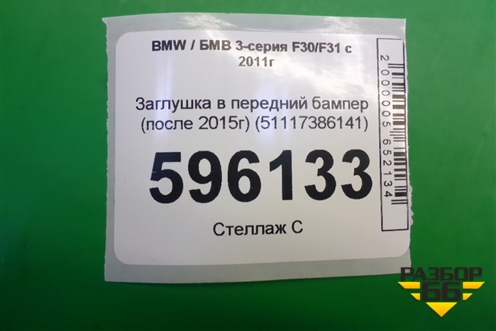 BMW / БМВ 3-серия F30/F31 с
2011г
Заглушка в передний бампер
(после 2015г) (51117386141)
596133
Стеллаж С
2000005652134
РАЗБОР
66